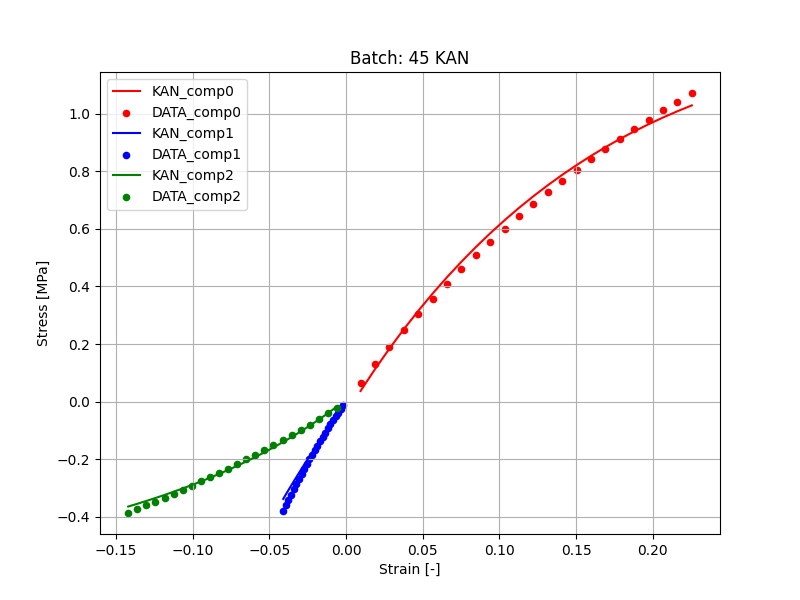 Batch: 45 KAN
KAN_comp0
DATA_comp0
KAN_comp1
DATA_comp1
KAN_comp2
DATA_comp2
1.0
0.8
0.6
0.4
0.2
0.0
−0.2
−0.4
Stress [MPa]
−0.15
−0.10
−0.05
0.00
0.05
0.10
0.15
0.20
Strain [-]